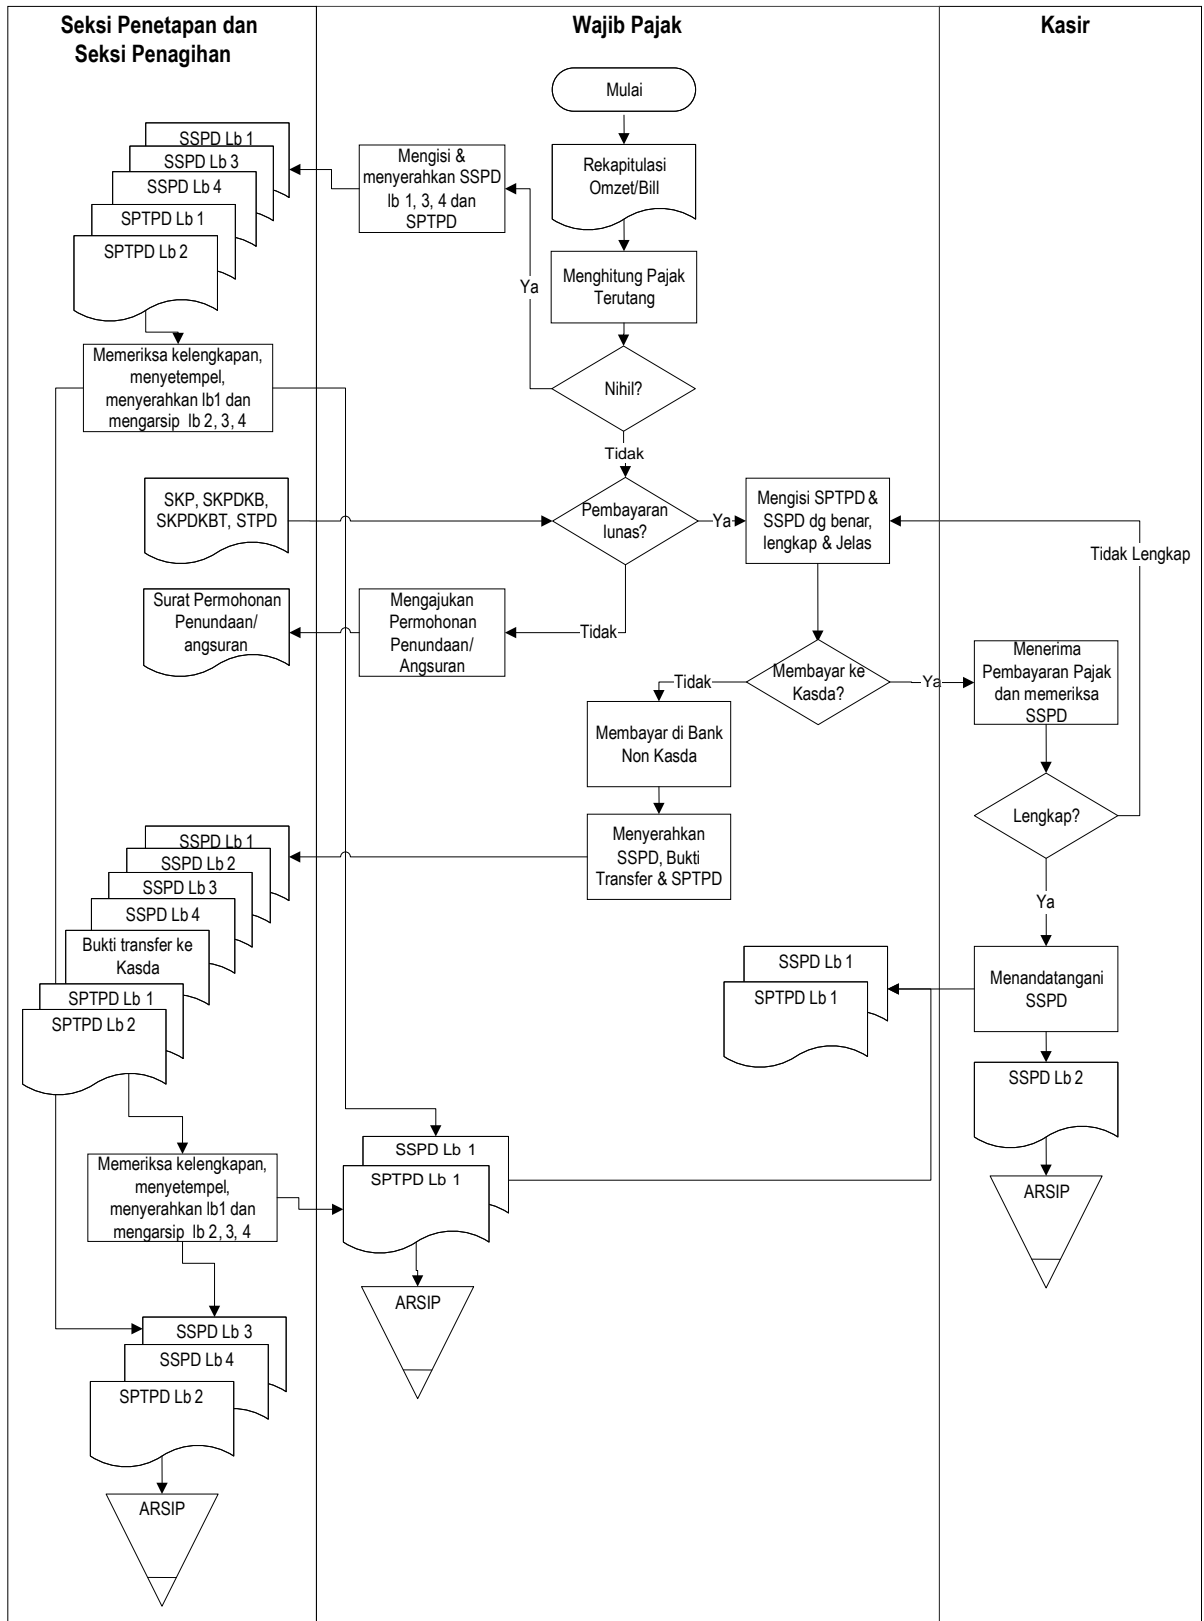 Seksi Penetapan dan
Seksi Penagihan
Wajib Pajak
Kasir
Mulai
Rekapitulasi
Omzet/Bill
Menghitung Pajak
Terutang
Nihil?
Ya
Mengisi &
menyerahkan SSPD
lb 1, 3, 4 dan
SPTPD
SSPD Lb 1
SSPD Lb 3
SSPD Lb 4
SPTPD Lb 1
SPTPD Lb 2
Memeriksa kelengkapan,
menyetempel,
menyerahkan lb1 dan
mengarsip lb 2, 3, 4
Tidak
SKP, SKPDKB,
SKPDKBT, STPD
Pembayaran
lunas?
Ya
Mengisi SPTPD &
SSPD dg benar,
lengkap & Jelas
Tidak Lengkap
Tidak
Mengajukan
Permohonan
Penundaan/
Angsuran
Surat Permohonan
Penundaan/
angsuran
Membayar ke
Kasda?
Ya
Menerima
Pembayaran Pajak
dan memeriksa
SSPD
Tidak
Membayar di Bank
Non Kasda
Lengkap?
Menyerahkan
SSPD, Bukti
Transfer & SPTPD
SSPD Lb 1
SSPD Lb 2
SSPD Lb 3
SSPD Lb 4
Bukti transfer ke
Kasda
SPTPD Lb 1
SPTPD Lb 2
Ya
Menandatangani
SSPD
SSPD Lb 1
SPTPD Lb 1
SSPD Lb 2
ARSIP
Memeriksa kelengkapan,
menyetempel,
menyerahkan lb1 dan
mengarsip lb 2, 3, 4
SSPD Lb 1
SPTPD Lb 1
ARSIP
SSPD Lb 3
SSPD Lb 4
SPTPD Lb 2
ARSIP